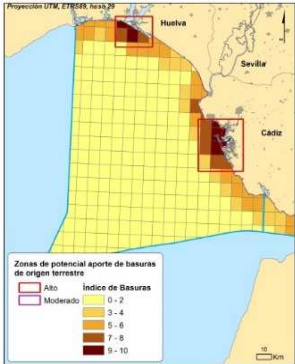 Proyección UTM, ETRS89, huso 29
Huelva
Sevilla
Cádiz
Zonas de potencial aporte de basuras
de origen terrestre
Alto
Moderado
Índice de Basuras
0 - 2
3 - 4
5 - 6
7 - 8
9 - 10
10
Km